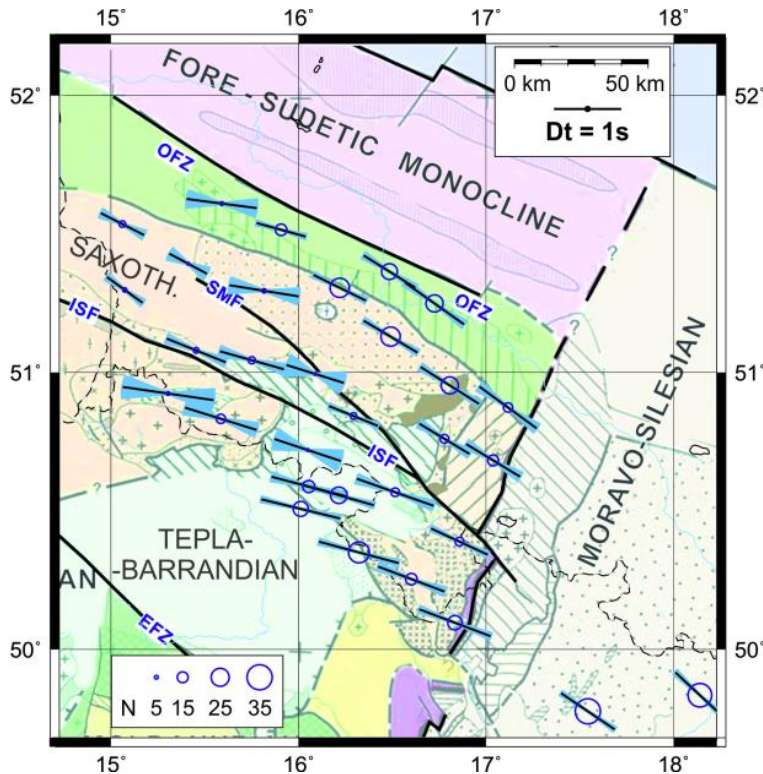 15° 16° 17° 18°
0 km 50 km
Dt = 1s
52° 52°
FORE - SUDETIC MONOCLINE
OFZ
SAXOTH.
SMF
OFZ
?
ISF
?
51° 51°
ISF
MORAVO-SILESIAN
?
TEPLA-
-BARRANDIAN
AN
EFZ
50° 50°
?
N 5 15 25 35
15° 16° 17° 18°